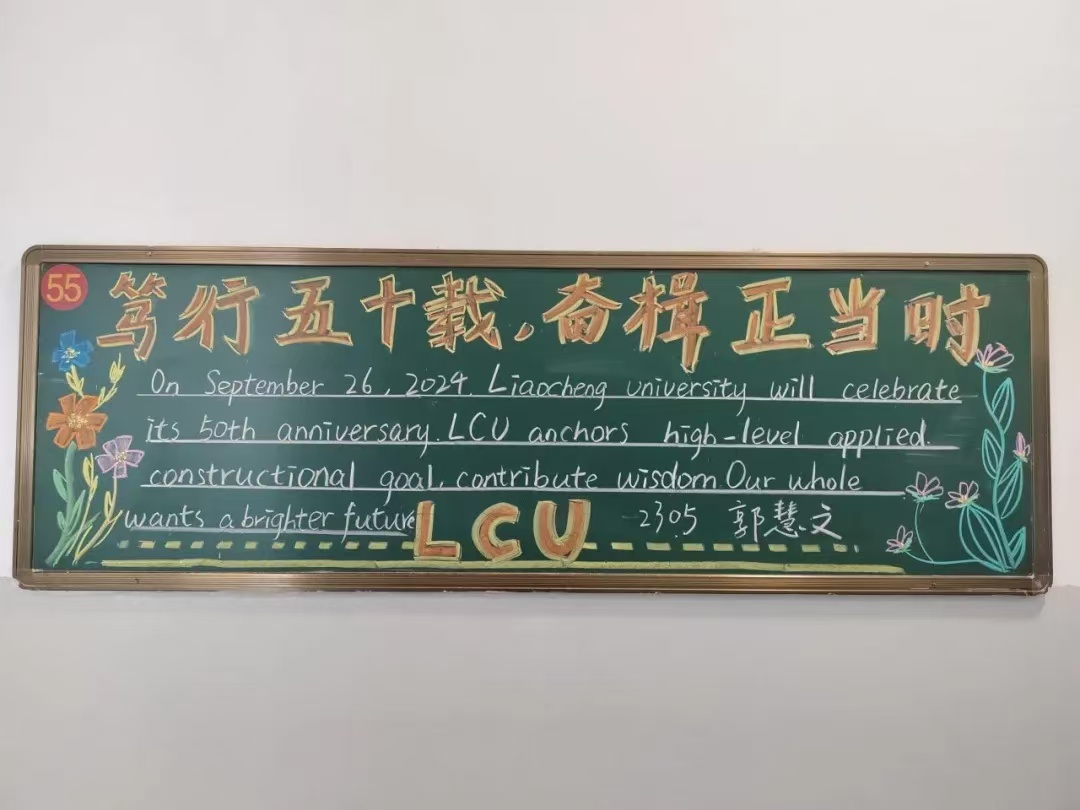 55
笃行五十载,奋楫正当时
On September 26, 2024. Liaocheng university will celebrate
its 50th anniversary. LCU anchors high-level applied.
constructional goal, contribute wisdom Our whole
wants a brighter future LCU 2305 郭慧文